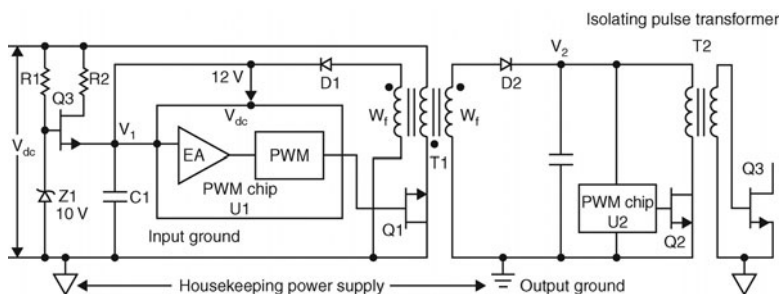 Isolating pulse transformer
R1
R2
Q3
12 V
D1
D2
V2
T2
Vdc
V1
Vdc
Wf
Wf
T1
EA
PWM
PWM chip
U1
Z1
10 V
C1
Q1
PWM chip
U2
Q2
Q3
Input ground
Housekeeping power supply
Output ground